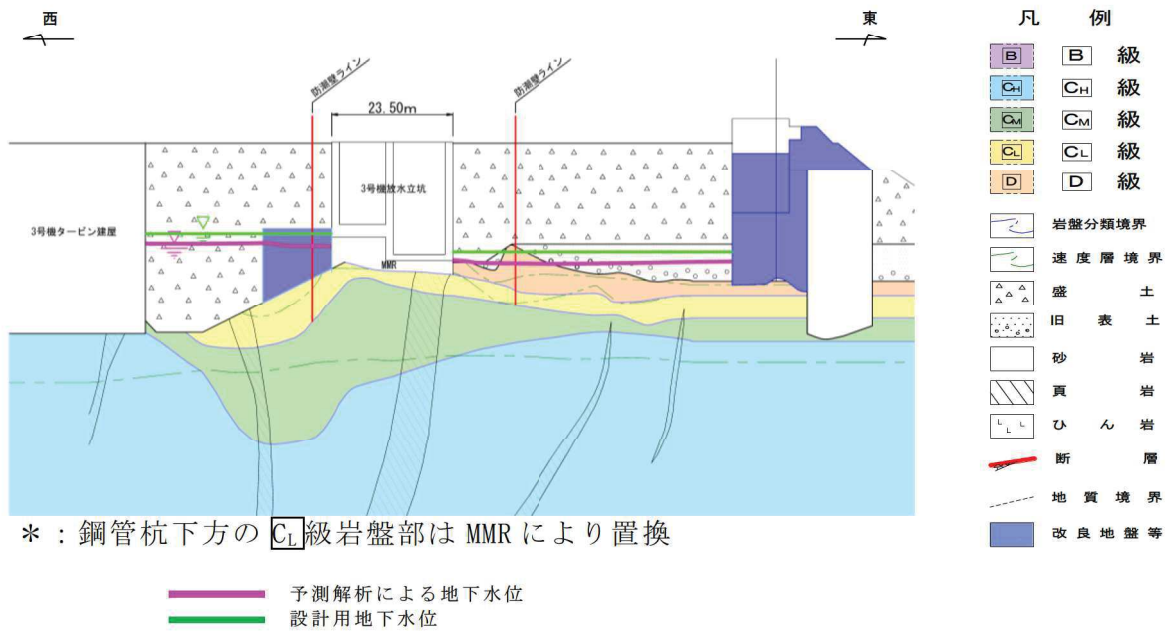 西
東
防潮壁ライン
防潮壁ライン
23.50m
3号機放水立坑
3号機タービン建屋
MMR
*：鋼管杭下方の CL 級岩盤部は MMR により置換
予測解析による地下水位
設計用地下水位
凡 例
B B 級
CH CH 級
CM CM 級
CL CL 級
D D 級
岩盤分類境界
速度層境界
盛土
旧表土
砂岩
頁岩
ひん岩
断層
地質境界
改良地盤等